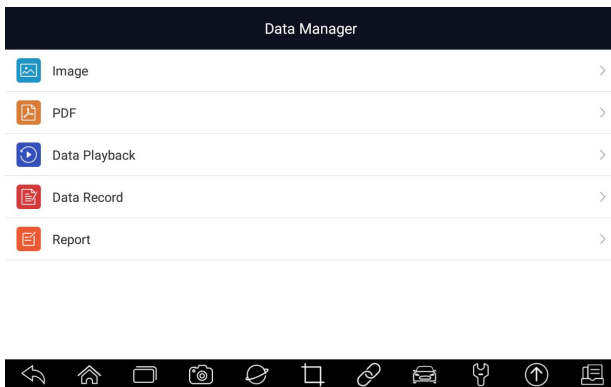 Data Manager
Image
PDF
Data Playback
Data Record
Report